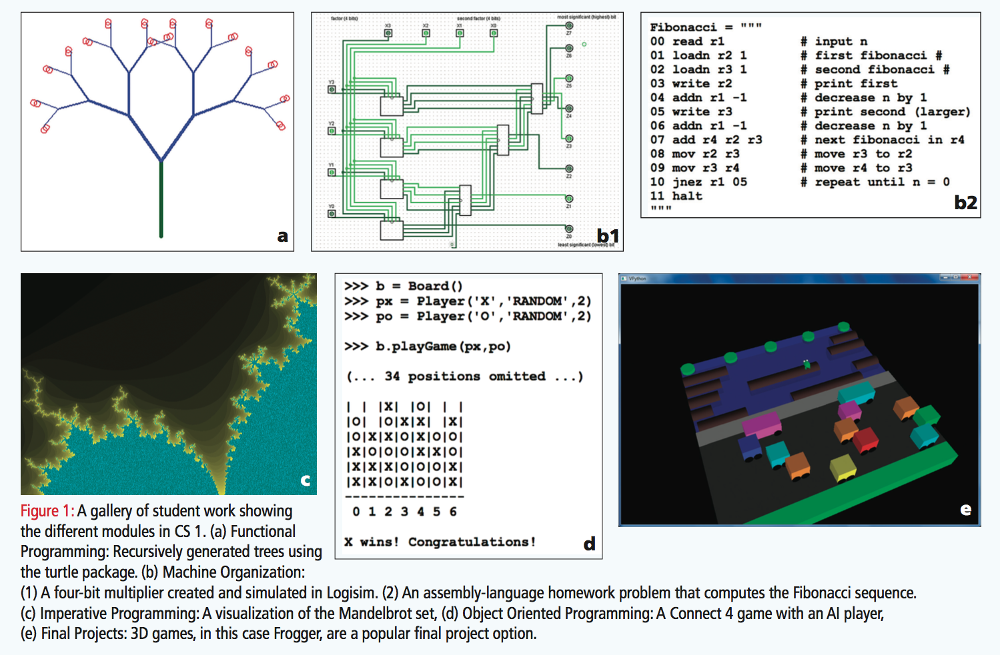 a
factor (4 bits)
second factor (4 bits)
most significant (highest) bit
X3 X2 X1 X0
Y3
Y2
Y1
Y0
Z7
Z6
Z5
Z4
Z3
Z2
Z1
Z0
0
least significant (lowest) bit
b1
Fibonacci = """
00 read r1 # input n
01 loadn r2 1 # first fibonacci #
02 loadn r3 1 # second fibonacci #
03 write r2 # print first
04 addn r1 -1 # decrease n by 1
05 write r3 # print second (larger)
06 addn r1 -1 # decrease n by 1
07 add r4 r2 r3 # next fibonacci in r4
08 mov r2 r3 # move r3 to r2
09 mov r3 r4 # move r4 to r3
10 jnez r1 05 # repeat until n = 0
11 halt
"""
b2
c
>>> b = Board()
>>> px = Player('X','RANDOM',2)
>>> po = Player('O','RANDOM',2)
>>> b.playGame(px,po)
(... 34 positions omitted ...)
| | |X| |O| | |
|O| |O|X|X| |X|
|O|X|X|O|X|O|O|
|X|O|O|O|X|X|O|
|X|X|X|O|O|O|X|
|X|X|O|X|O|O|X|
---------------
0 1 2 3 4 5 6
X wins! Congratulations!
d
VPython
e
Figure 1: A gallery of student work showing
the different modules in CS 1. (a) Functional
Programming: Recursively generated trees using
the turtle package. (b) Machine Organization:
(1) A four-bit multiplier created and simulated in Logisim. (2) An assembly-language homework problem that computes the Fibonacci sequence.
(c) Imperative Programming: A visualization of the Mandelbrot set, (d) Object Oriented Programming: A Connect 4 game with an AI player,
(e) Final Projects: 3D games, in this case Frogger, are a popular final project option.